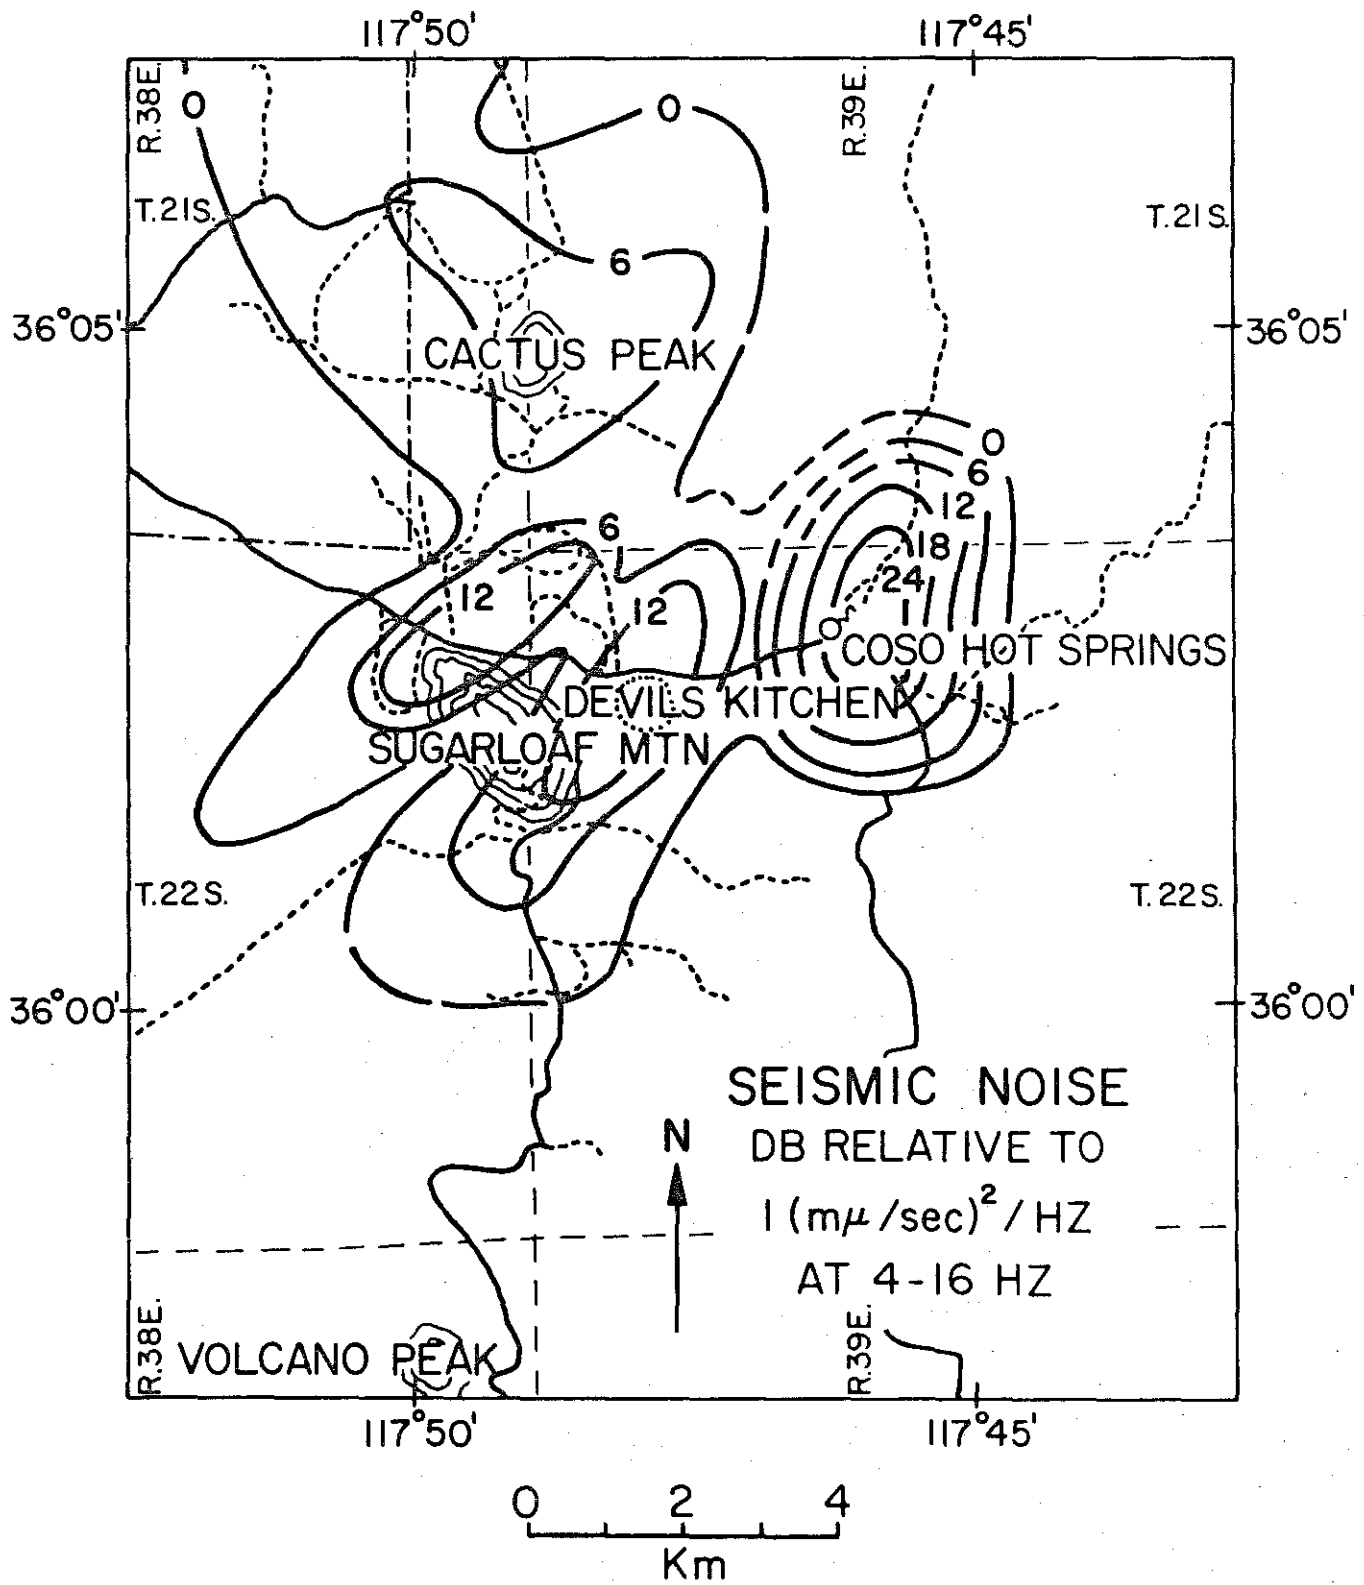 117°50' 117°45'
R.38E. R.39E.
0 0
T.21S. T.21S.
6
36°05' 36°05'
CACTUS PEAK
0
6
12
6
18
24
12 12
COSO HOT SPRINGS
DEVILS KITCHEN
SUGARLOAF MTN
T.22S. T.22S.
36°00' 36°00'
SEISMIC NOISE
N
DB RELATIVE TO
1 (mμ/sec)²/HZ
AT 4-16 HZ
R.38E. R.39E.
VOLCANO PEAK
117°50' 117°45'
0 2 4
Km